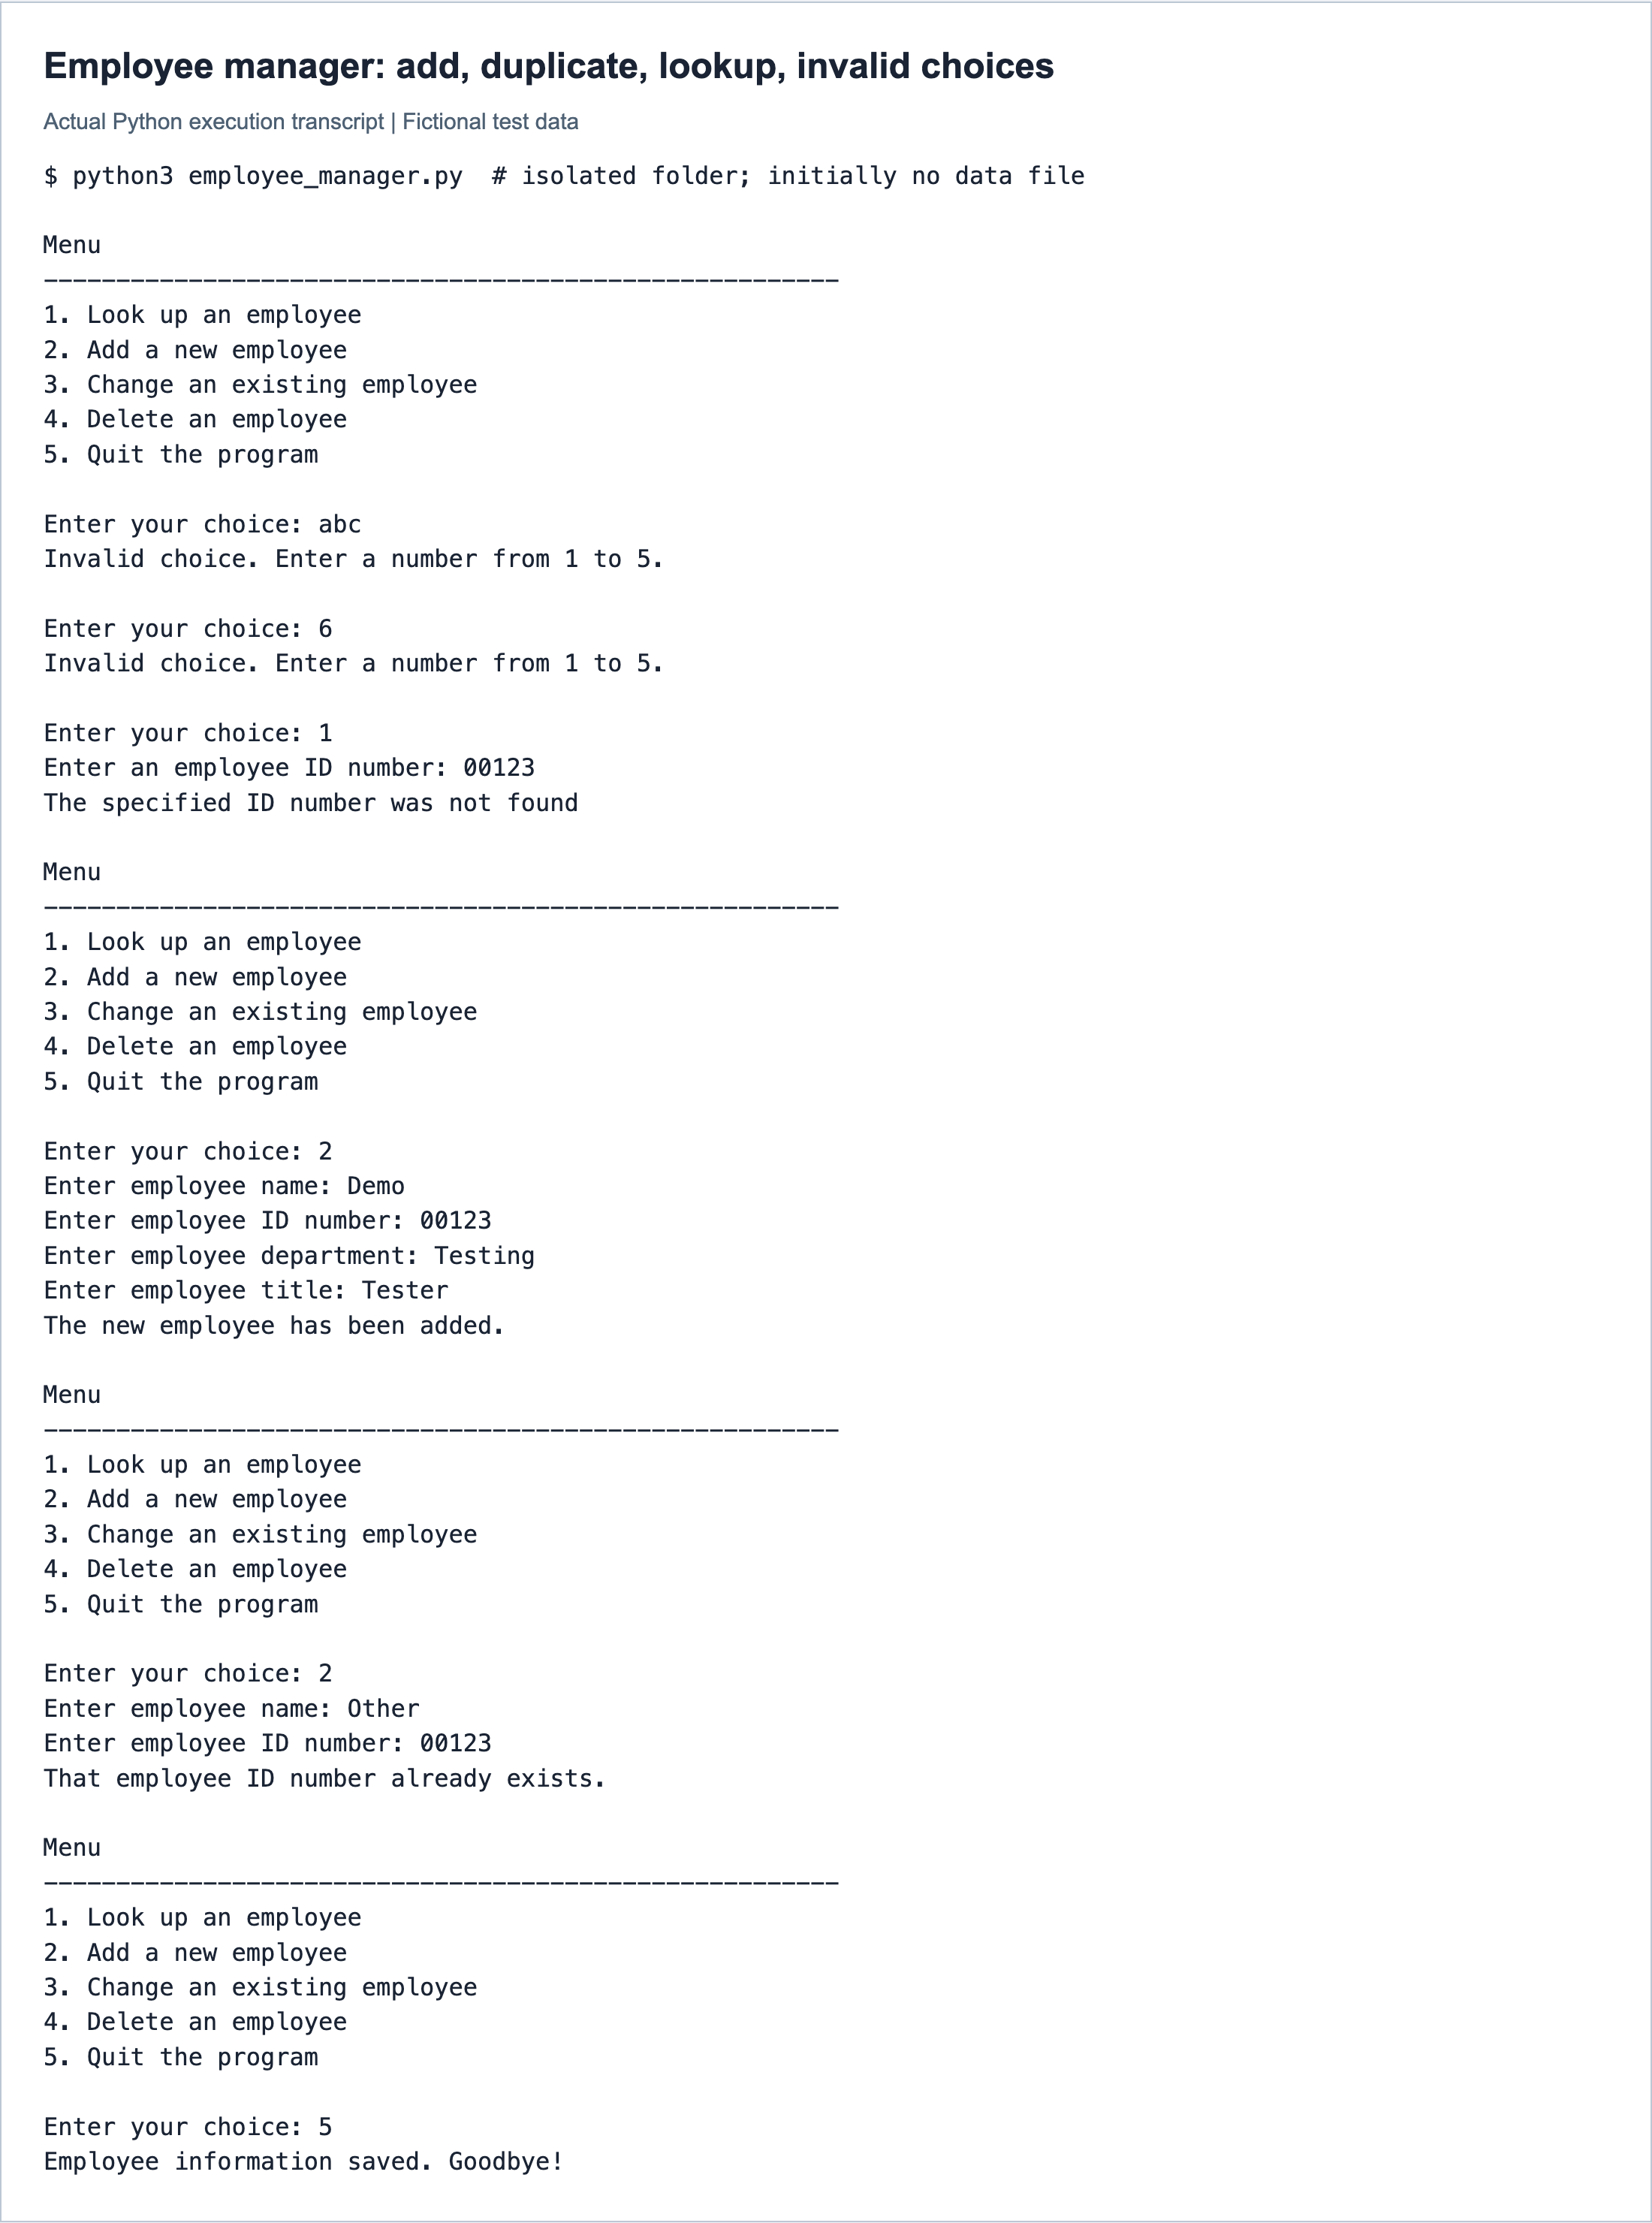 Employee manager: add, duplicate, lookup, invalid choices
Actual Python execution transcript | Fictional test data
$ python3 employee_manager.py  # isolated folder; initially no data file
Menu
-------------------------------------------------------
1. Look up an employee
2. Add a new employee
3. Change an existing employee
4. Delete an employee
5. Quit the program
Enter your choice: abc
Invalid choice. Enter a number from 1 to 5.
Enter your choice: 6
Invalid choice. Enter a number from 1 to 5.
Enter your choice: 1
Enter an employee ID number: 00123
The specified ID number was not found
Menu
-------------------------------------------------------
1. Look up an employee
2. Add a new employee
3. Change an existing employee
4. Delete an employee
5. Quit the program
Enter your choice: 2
Enter employee name: Demo
Enter employee ID number: 00123
Enter employee department: Testing
Enter employee title: Tester
The new employee has been added.
Menu
-------------------------------------------------------
1. Look up an employee
2. Add a new employee
3. Change an existing employee
4. Delete an employee
5. Quit the program
Enter your choice: 2
Enter employee name: Other
Enter employee ID number: 00123
That employee ID number already exists.
Menu
-------------------------------------------------------
1. Look up an employee
2. Add a new employee
3. Change an existing employee
4. Delete an employee
5. Quit the program
Enter your choice: 5
Employee information saved. Goodbye!